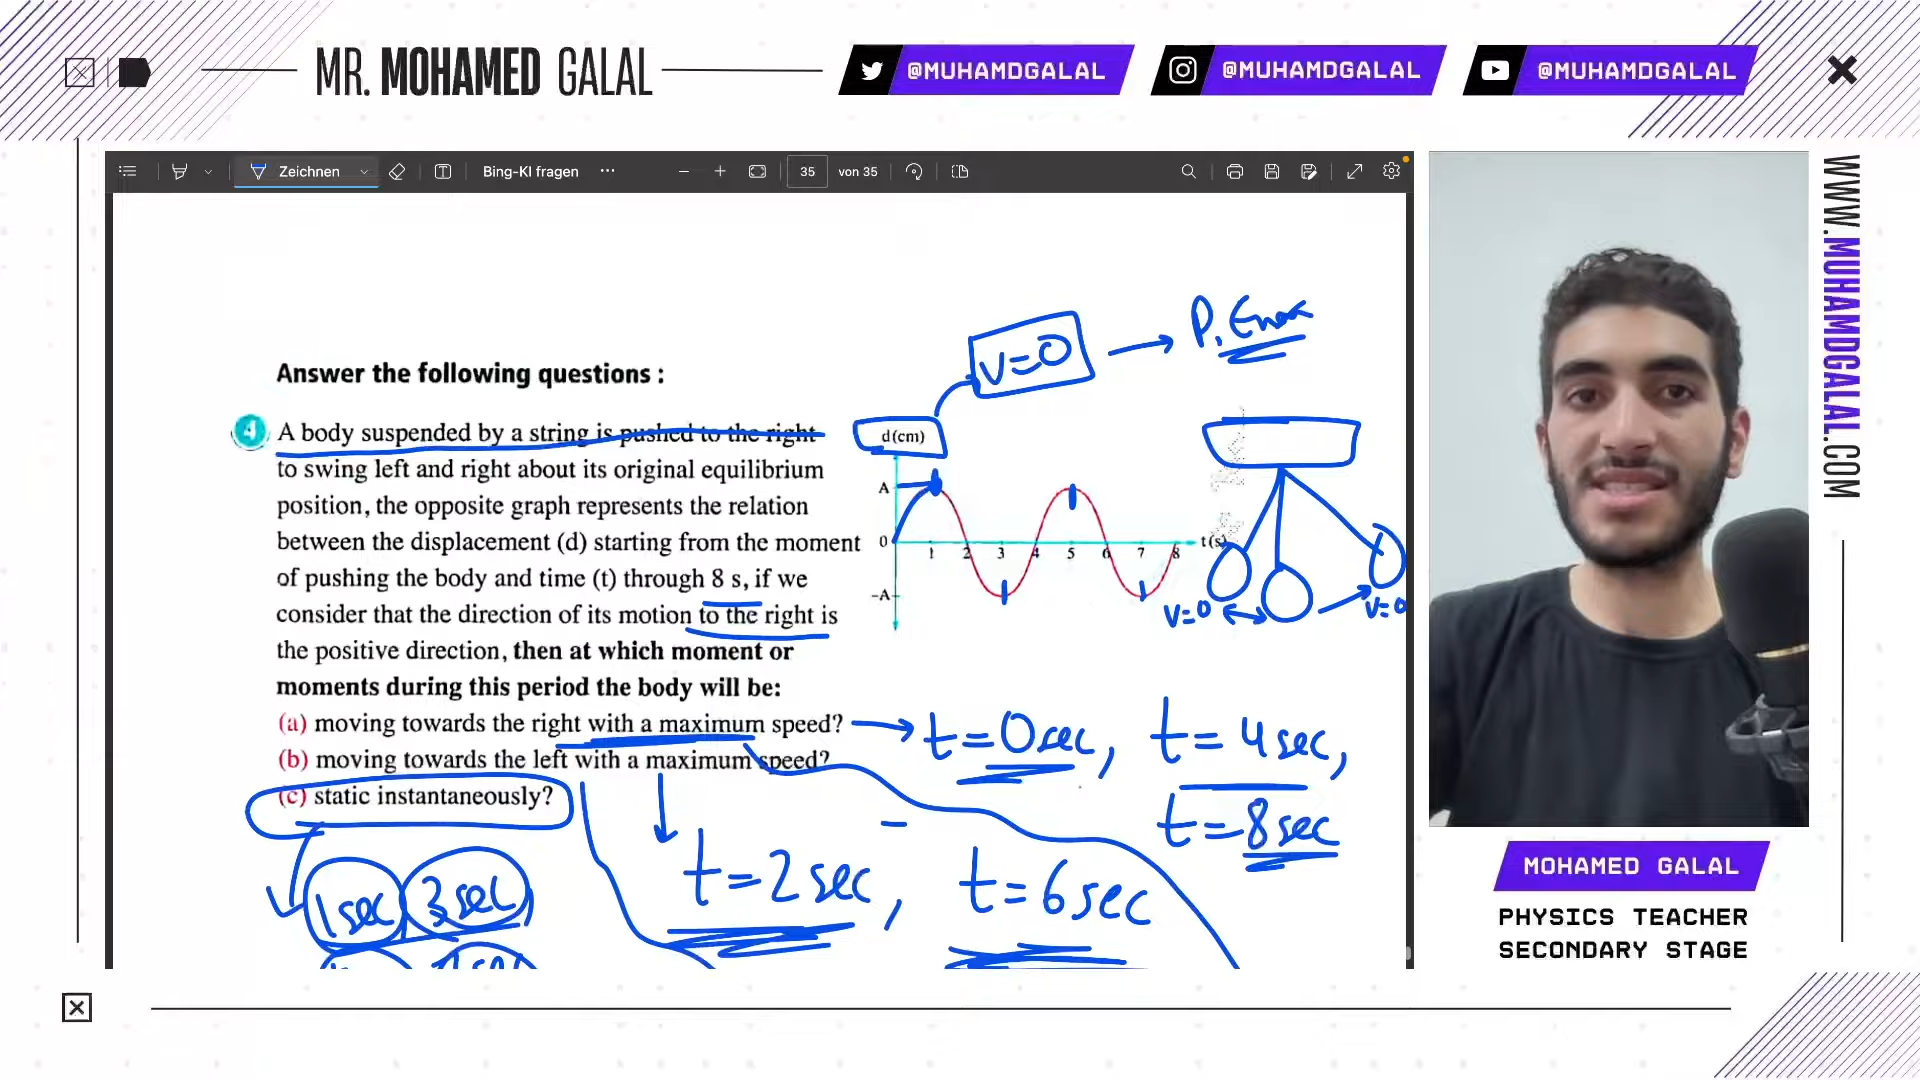 MR. MOHAMED GALAL
@MUHAMDGALAL
@MUHAMDGALAL
@MUHAMDGALAL
WWW.MUHAMDGALAL.COM
Zeichnen
Bing-KI fragen
35 von 35
Answer the following questions :
4 A body suspended by a string is pushed to the right
to swing left and right about its original equilibrium
position, the opposite graph represents the relation
between the displacement (d) starting from the moment
of pushing the body and time (t) through 8 s, if we
consider that the direction of its motion to the right is
the positive direction, then at which moment or
moments during this period the body will be:
(a) moving towards the right with a maximum speed?
(b) moving towards the left with a maximum speed?
(c) static instantaneously?
v=0
d(cm)
A
0
-A
1 2 3 4 5 6 7 8
t(s)
v=0
v=0
t=0sec, t=4sec,
t=8sec
t=2sec, t=6sec
1sec 3sec
MOHAMED GALAL
PHYSICS TEACHER
SECONDARY STAGE